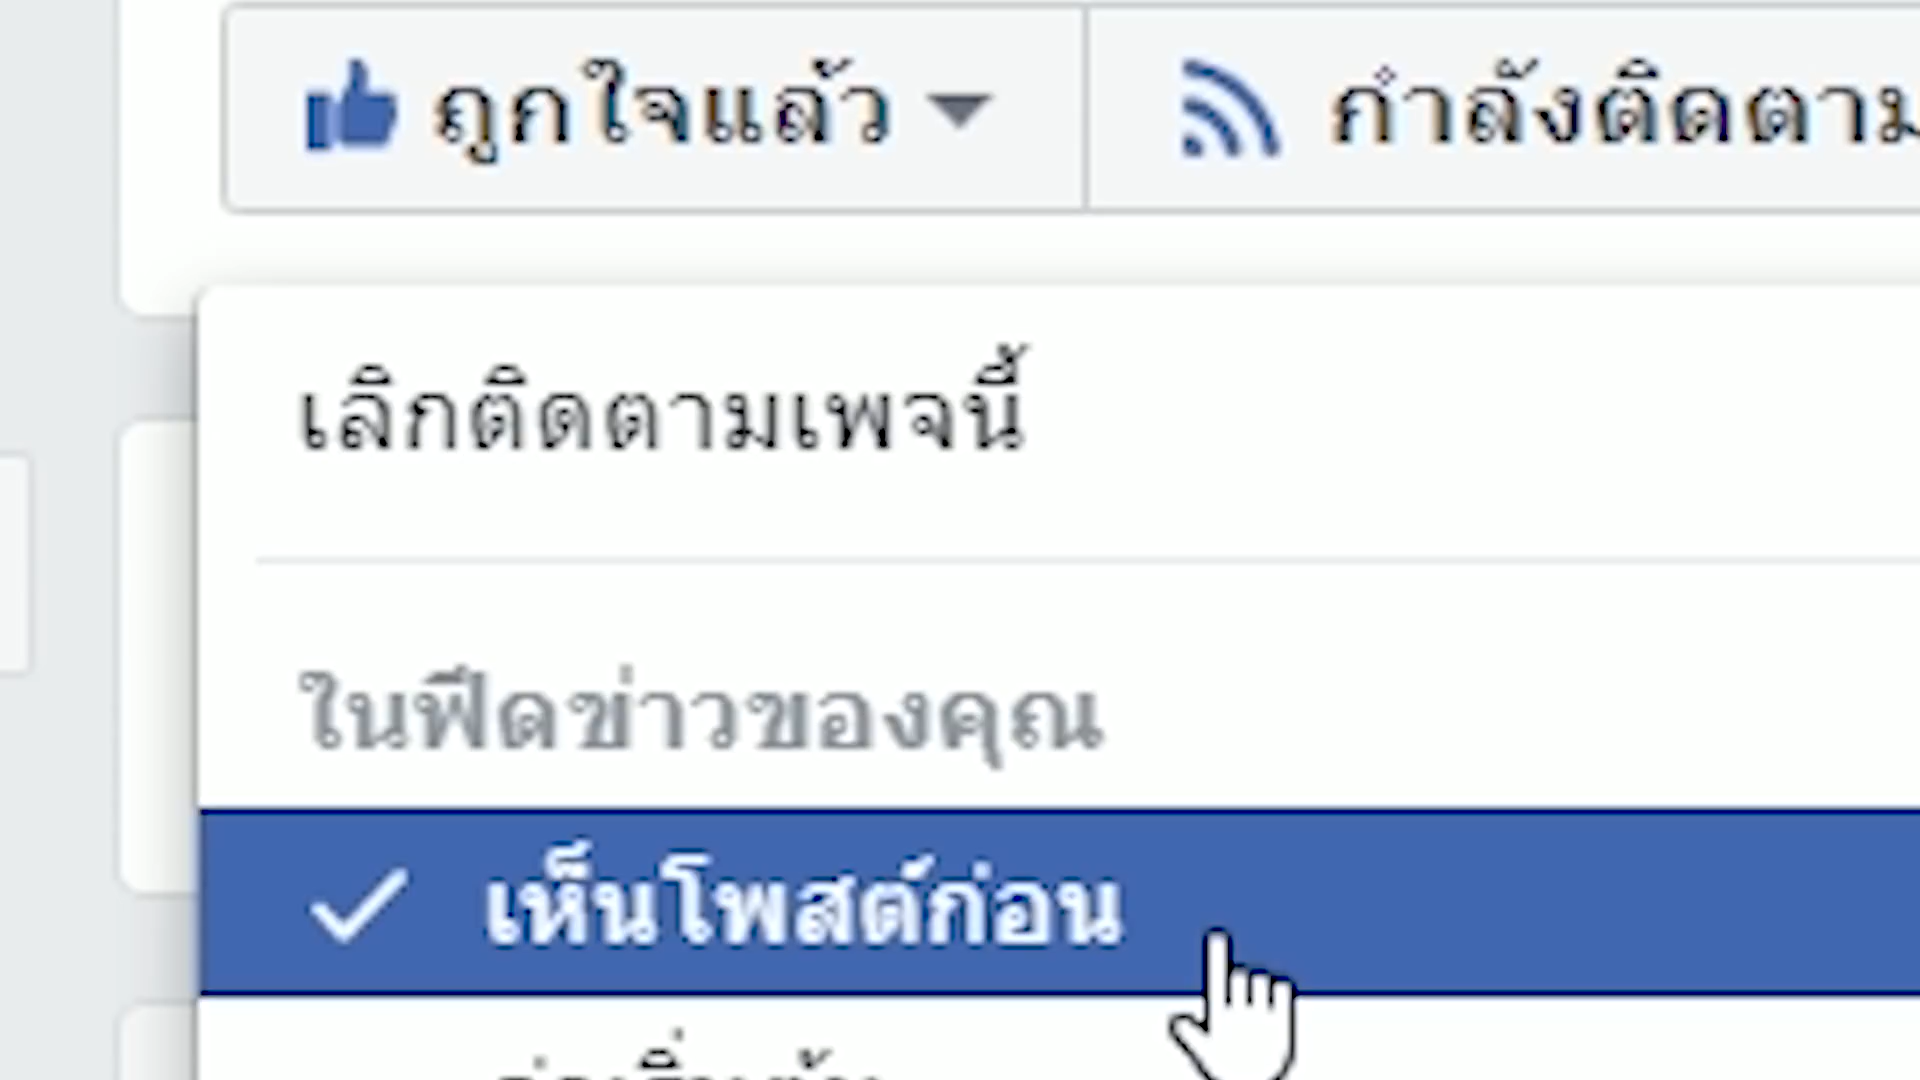 ถูกใจแล้ว กำลังติดตาม
เลิกติดตามเพจนี้
ในฟีดข่าวของคุณ
เห็นโพสต์ก่อน